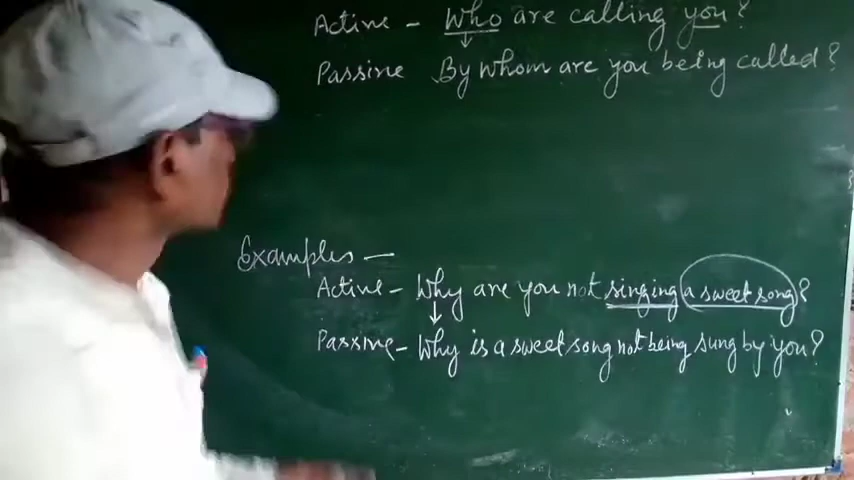 Active - Who are calling you?
Passive By whom are you being called?
Examples -
Active - Why are you not singing a sweet song?
Passive - Why is a sweet song not being sung by you?